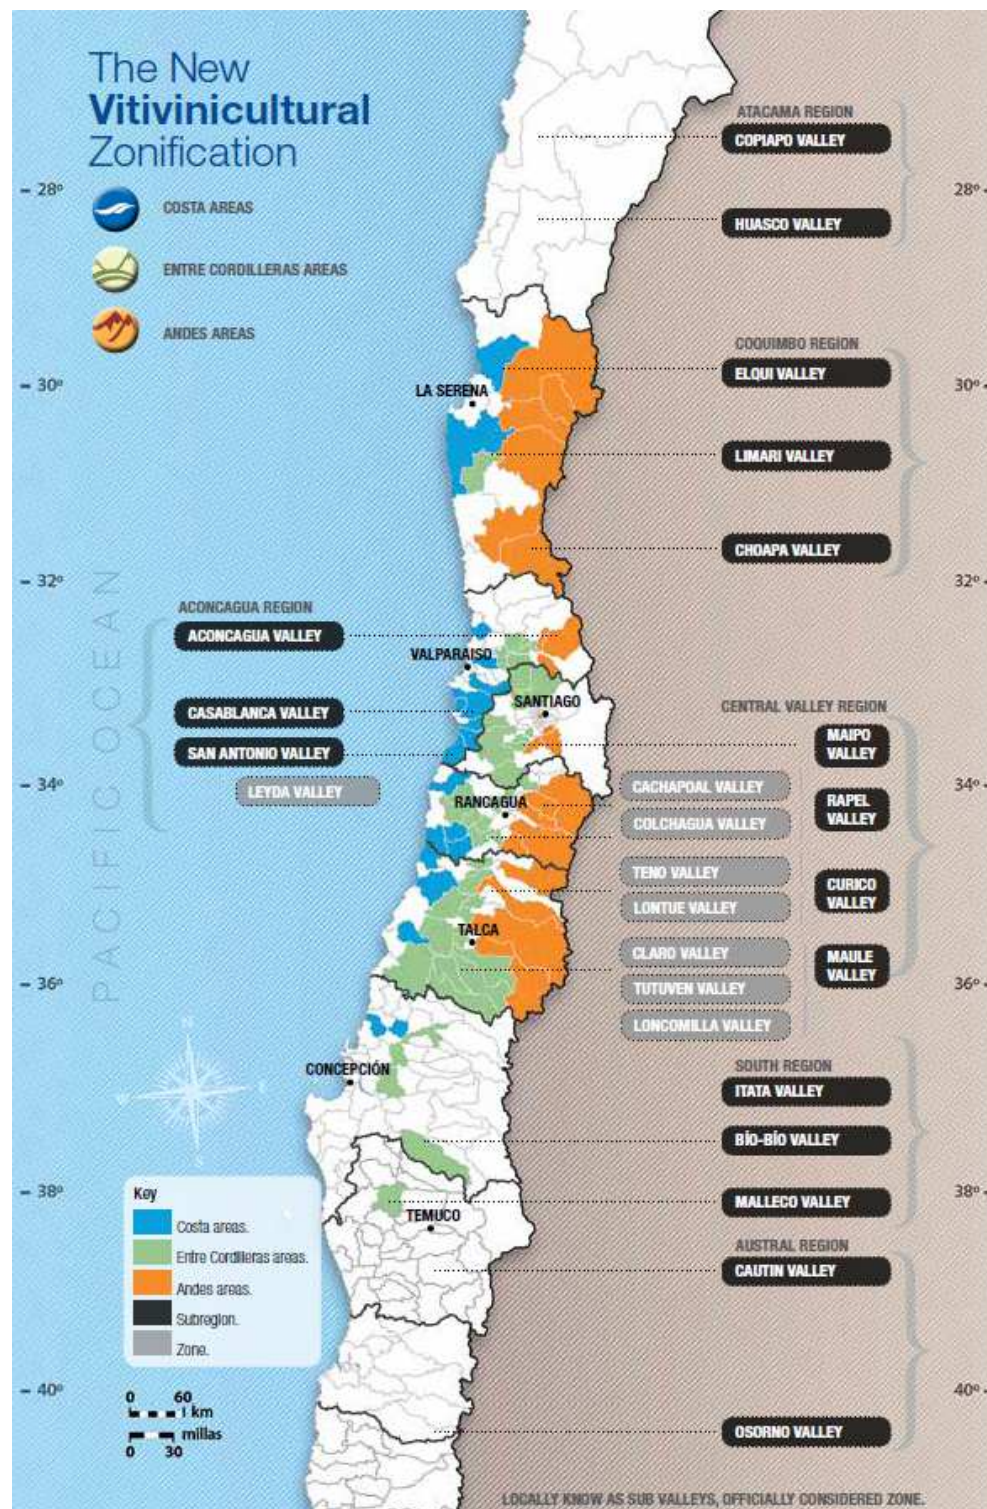 The New
Vitivinicultural
Zonification
COSTA AREAS
ENTRE CORDILLERAS AREAS
ANDES AREAS
28º
28º
30º
30º
32º
32º
34º
34º
36º
36º
38º
38º
40º
40º
PACIFIC OCEAN
ATACAMA REGION
COPIAPO VALLEY
HUASCO VALLEY
COQUIMBO REGION
ELQUI VALLEY
LIMARI VALLEY
CHOAPA VALLEY
LA SERENA
ACONCAGUA REGION
ACONCAGUA VALLEY
CASABLANCA VALLEY
SAN ANTONIO VALLEY
LEYDA VALLEY
VALPARAISO
SANTIAGO
RANCAGUA
TALCA
CONCEPCIÓN
TEMUCO
CENTRAL VALLEY REGION
MAIPO
VALLEY
CACHAPOAL VALLEY
COLCHAGUA VALLEY
RAPEL
VALLEY
TENO VALLEY
LONTUE VALLEY
CURICO
VALLEY
CLARO VALLEY
TUTUVEN VALLEY
LONCOMILLA VALLEY
MAULE
VALLEY
SOUTH REGION
ITATA VALLEY
BÍO-BÍO VALLEY
MALLECO VALLEY
AUSTRAL REGION
CAUTIN VALLEY
OSORNO VALLEY
N
W
E
S
Key
Costa areas.
Entre Cordilleras areas.
Andes areas.
Subregion.
Zone.
0 60
km
millas
0 30
LOCALLY KNOW AS SUB VALLEYS, OFFICIALLY CONSIDERED ZONE.